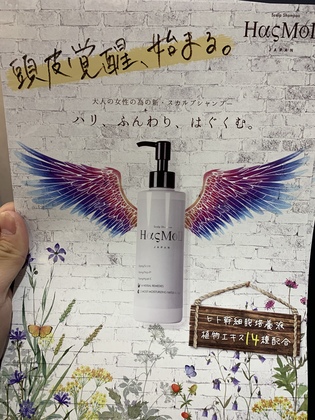 Scalp Shampoo
HαςMoI
JAPAN
頭皮覚醒、始まる。
大人の女性の為の新・スカルプシャンプー
ハリ、ふんわり、はぐくむ。
HαςMoI
JAPAN
ヒト幹細胞培養液
植物エキス14種配合